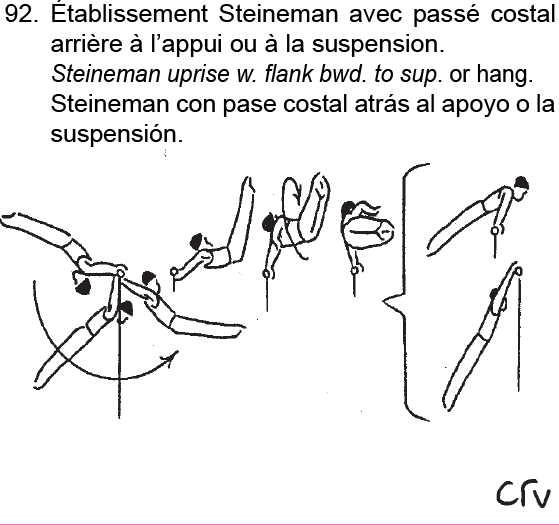 92. Établissement Steineman avec passé costal
arrière à l’appui ou à la suspension.
Steineman uprise w. flank bwd. to sup. or hang.
Steineman con pase costal atrás al apoyo o la
suspensión.